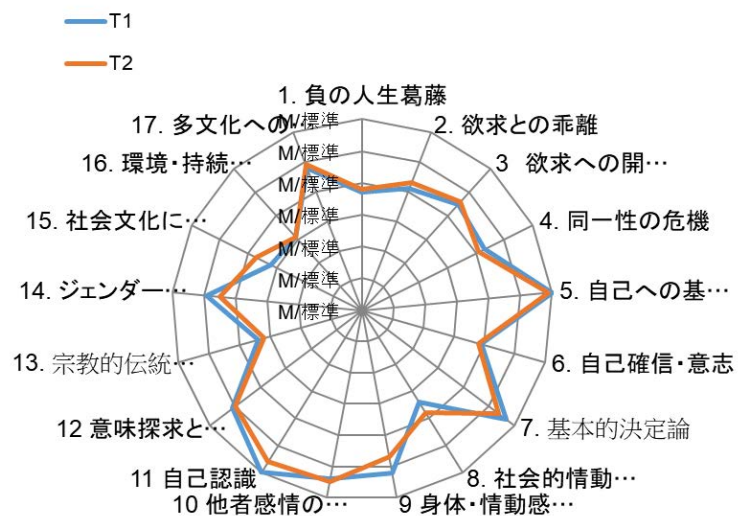 T1
T2
1. 負の人生葛藤
2. 欲求との乖離
3 欲求への開…
4. 同一性の危機
5. 自己への基…
6. 自己確信・意志
7. 基本的決定論
8. 社会的情動…
9 身体・情動感…
10 他者感情の…
11 自己認識
12 意味探求と…
13. 宗教的伝統…
14. ジェンダー…
15. 社会文化に…
16. 環境・持続…
17. 多文化への…
M/標準
M/標準
M/標準
M/標準
M/標準
M/標準
M/標準